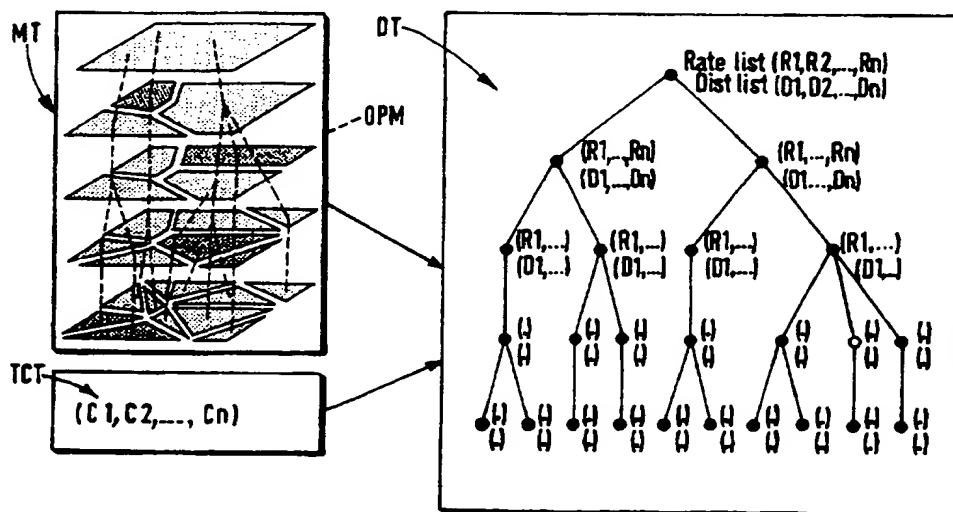 MT
OPM
TCT
(C1,C2,...., Cn)
DT
Rate list (R1,R2,...,Rn)
Dist list (D1,D2,...,Dn)
(R1,...,Rn) (R1,...,Rn)
(D1,...,Dn) (D1...,Dn)
(R1,...) (R1,...) (R1,...) (R1,...)
(D1,...) (D1,...) (D1,...) (D1,...)
(..) (..) (..) (..) (..) (..) (..)
(..) (..) (..) (..) (..) (..) (..)
(..) (..) (..) (..) (..) (..) (..) (..) (..) (..)
(..) (..) (..) (..) (..) (..) (..) (..) (..) (..)